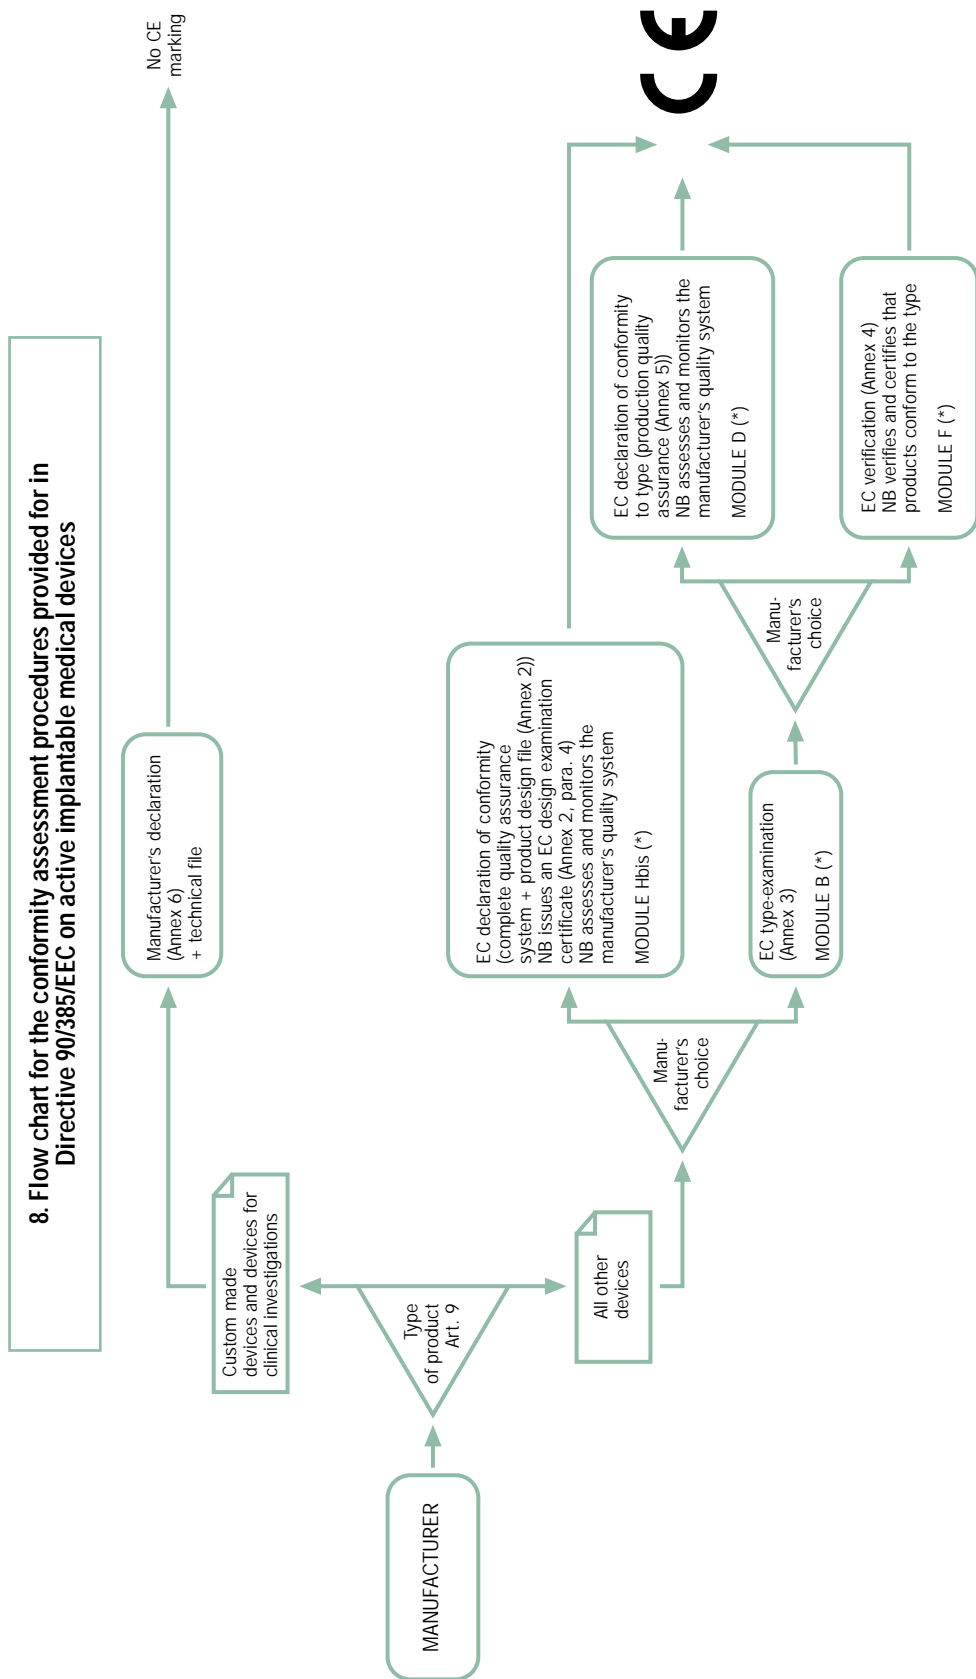 8. Flow chart for the conformity assessment procedures provided for in
Directive 90/385/EEC on active implantable medical devices
MANUFACTURER
Type
of product
Art. 9
Custom made
devices and devices for
clinical investigations
Manufacturer's declaration
(Annex 6)
+ technical file
No CE
marking
All other
devices
Manu-
facturer's
choice
EC declaration of conformity
(complete quality assurance
system + product design file (Annex 2))
NB issues an EC design examination
certificate (Annex 2, para. 4)
NB assesses and monitors the
manufacturer's quality system
MODULE Hbis (*)
EC type-examination
(Annex 3)
MODULE B (*)
Manu-
facturer's
choice
EC declaration of conformity
to type (production quality
assurance (Annex 5))
NB assesses and monitors the
manufacturer's quality system
MODULE D (*)
EC verification (Annex 4)
NB verifies and certifies that
products conform to the type
MODULE F (*)
CE